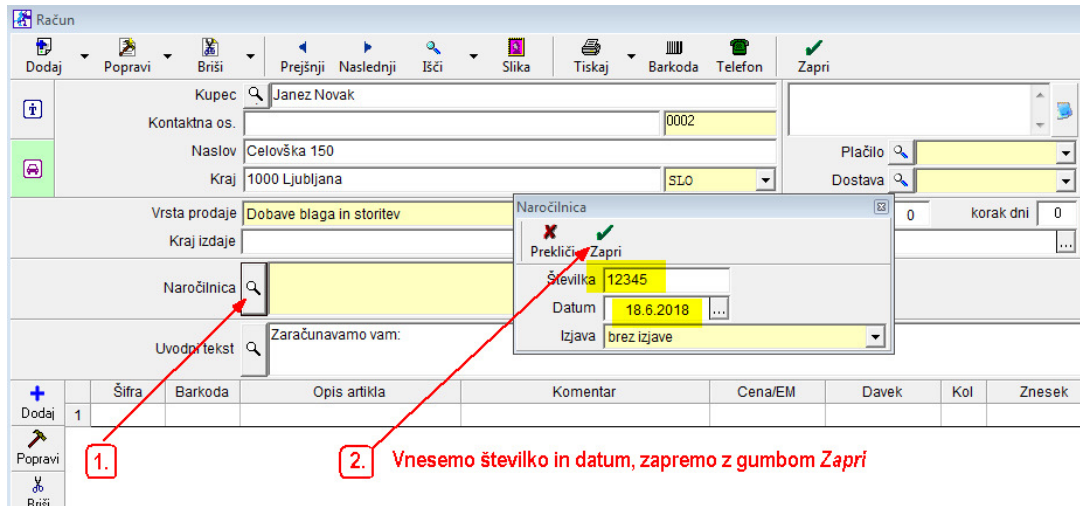 Račun
Dodaj Popravi Briši Prejšnji Naslednji Išči Slika Tiskaj Barkoda Telefon Zapri
Kupec Janez Novak
Kontaktna os. 0002
Naslov Celovška 150
Plačilo
Kraj 1000 Ljubljana SLO
Dostava
Vrsta prodaje Dobave blaga in storitev
0 korak dni 0
Kraj izdaje
Naročilnica
Uvodni tekst Zaračunavamo vam:
Naročilnica
Prekliči Zapri
Številka 12345
Datum 18.6.2018
Izjava brez izjave
Šifra Barkoda Opis artikla Komentar Cena/EM Davek Kol Znesek
Dodaj 1
Popravi
Briši
1.
2. Vnesemo številko in datum, zapremo z gumbom Zapri